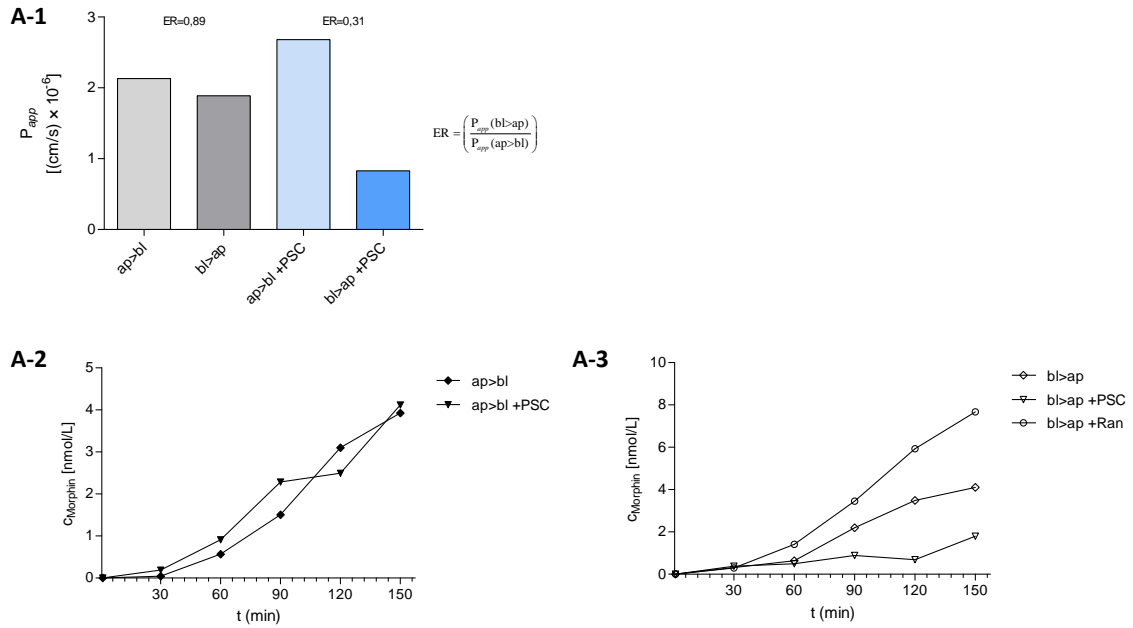 A-1
ER=0,89
ER=0,31
3
2
1
0
P_app
[(cm/s) × 10⁻⁶]
ap>bl
bl>ap
ap>bl +PSC
bl>ap +PSC
ER = (P_app (bl>ap) / P_app (ap>bl))
A-2
5
4
3
2
1
0
c_Morphin [nmol/L]
30 60 90 120 150
t (min)
ap>bl
ap>bl +PSC
A-3
10
8
6
4
2
0
c_Morphin [nmol/L]
30 60 90 120 150
t (min)
bl>ap
bl>ap +PSC
bl>ap +Ran